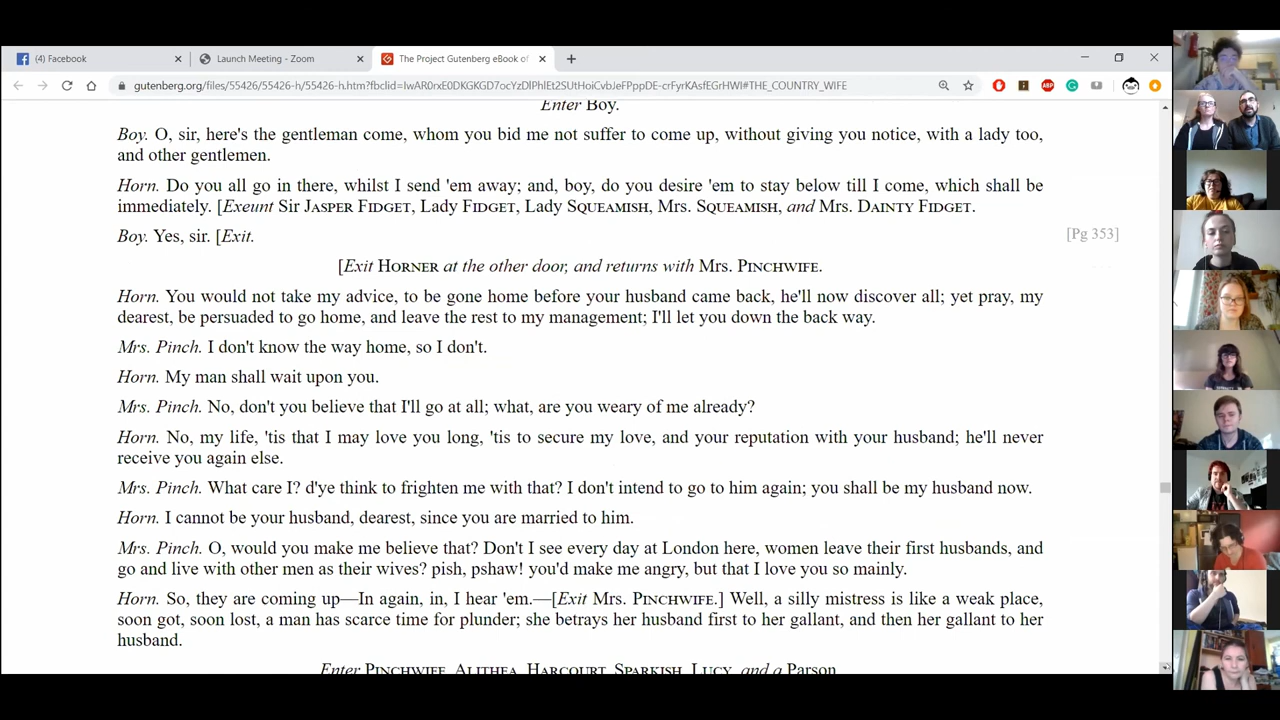 (4) Facebook
Launch Meeting - Zoom
The Project Gutenberg eBook of
gutenberg.org/files/55426/55426-h/55426-h.htm?fbclid=IwAR0rxEODKGKGD7ocYzDlPhlEt2SUtHoiCvbJeFPppDE-crFyrKAsfEGrHWI#THE_COUNTRY_WIFE
Enter Boy.
Boy. O, sir, here's the gentleman come, whom you bid me not suffer to come up, without giving you notice, with a lady too,
and other gentlemen.
Horn. Do you all go in there, whilst I send 'em away; and, boy, do you desire 'em to stay below till I come, which shall be
immediately. [Exeunt Sir JASPER FIDGET, Lady FIDGET, Lady SQUEAMISH, Mrs. SQUEAMISH, and Mrs. DAINTY FIDGET.
Boy. Yes, sir. [Exit.
[Pg 353]
[Exit HORNER at the other door, and returns with Mrs. PINCHWIFE.
Horn. You would not take my advice, to be gone home before your husband came back, he'll now discover all; yet pray, my
dearest, be persuaded to go home, and leave the rest to my management; I'll let you down the back way.
Mrs. Pinch. I don't know the way home, so I don't.
Horn. My man shall wait upon you.
Mrs. Pinch. No, don't you believe that I'll go at all; what, are you weary of me already?
Horn. No, my life, 'tis that I may love you long, 'tis to secure my love, and your reputation with your husband; he'll never
receive you again else.
Mrs. Pinch. What care I? d'ye think to frighten me with that? I don't intend to go to him again; you shall be my husband now.
Horn. I cannot be your husband, dearest, since you are married to him.
Mrs. Pinch. O, would you make me believe that? Don't I see every day at London here, women leave their first husbands, and
go and live with other men as their wives? pish, pshaw! you'd make me angry, but that I love you so mainly.
Horn. So, they are coming up—In again, in, I hear 'em.—[Exit Mrs. PINCHWIFE.] Well, a silly mistress is like a weak place,
soon got, soon lost, a man has scarce time for plunder; she betrays her husband first to her gallant, and then her gallant to her
husband.
Enter PINCHWIFE, ALITHEA, HARCOURT, SPARKISH, LUCY, and a Parson